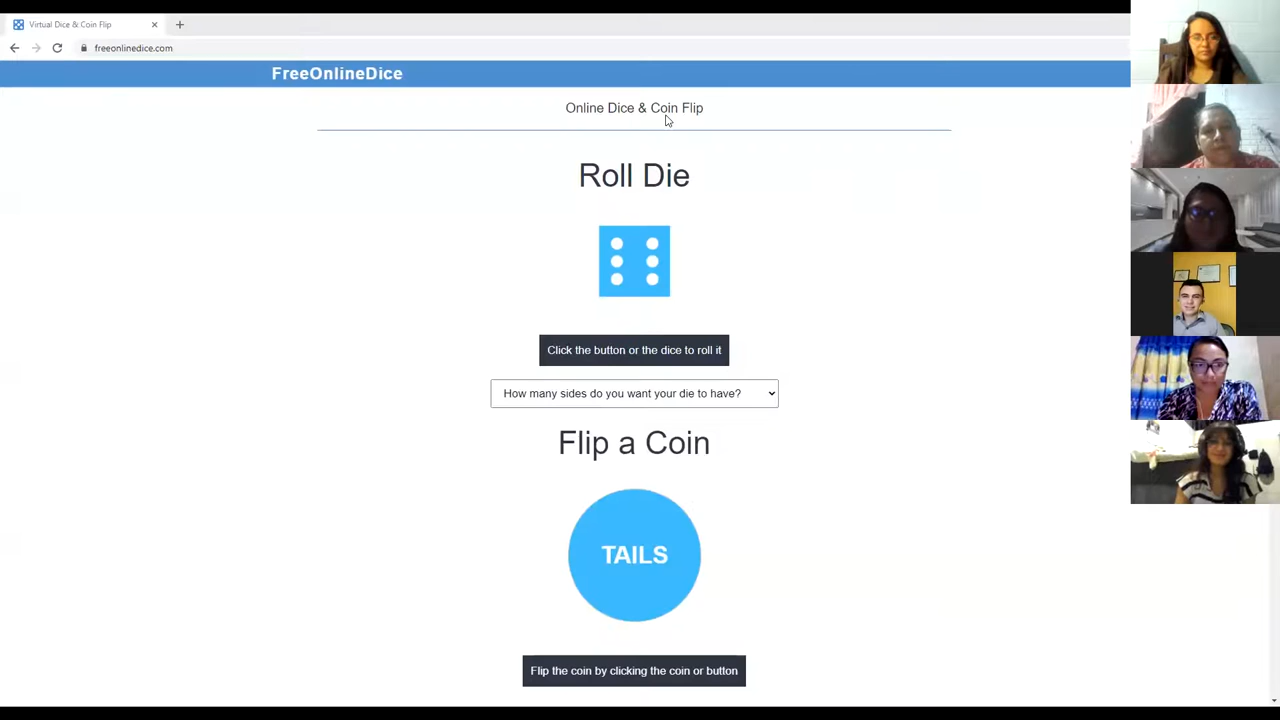 Virtual Dice & Coin Flip
freeonlinedice.com
FreeOnlineDice
Online Dice & Coin Flip
Roll Die
Click the button or the dice to roll it
How many sides do you want your die to have?
Flip a Coin
TAILS
Flip the coin by clicking the coin or button